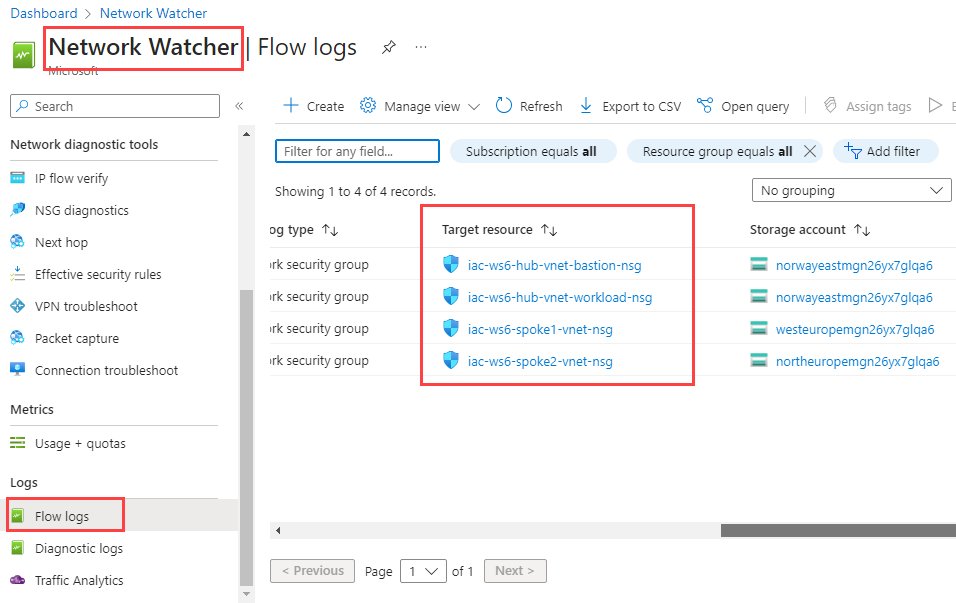 Dashboard > Network Watcher
Network Watcher | Flow logs ...
Microsoft
Search
«
Network diagnostic tools
IP flow verify
NSG diagnostics
Next hop
Effective security rules
VPN troubleshoot
Packet capture
Connection troubleshoot
Metrics
Usage + quotas
Logs
Flow logs
Diagnostic logs
Traffic Analytics
Create Manage view Refresh Export to CSV Open query Assign tags
Filter for any field... Subscription equals all Resource group equals all Add filter
Showing 1 to 4 of 4 records. No grouping
og type Target resource Storage account
rk security group iac-ws6-hub-vnet-bastion-nsg norwayeastmgn26yx7glqa6
rk security group iac-ws6-hub-vnet-workload-nsg norwayeastmgn26yx7glqa6
rk security group iac-ws6-spoke1-vnet-nsg westeuropemgn26yx7glqa6
rk security group iac-ws6-spoke2-vnet-nsg northeuropemgn26yx7glqa6
< Previous Page 1 of 1 Next >